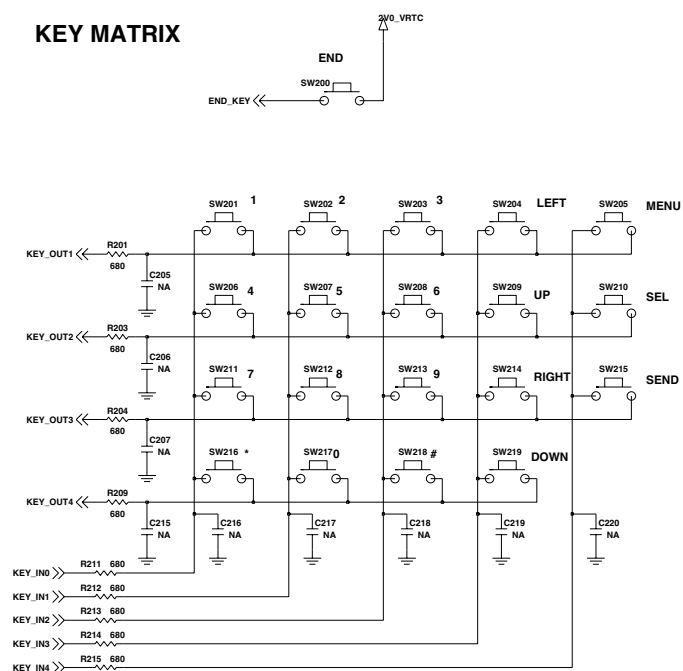 2V0_VRTC
KEY MATRIX
END
SW200
END_KEY
SW201 1 SW202 2 SW203 3 SW204 LEFT SW205 MENU
R201
KEY_OUT1
680
C205
NA
SW206 4 SW207 5 SW208 6 SW209 UP SW210 SEL
R203
KEY_OUT2
680
C206
NA
SW211 7 SW212 8 SW213 9 SW214 RIGHT SW215 SEND
R204
KEY_OUT3
680
C207
NA
SW216 * SW217 0 SW218 # SW219 DOWN
R209
KEY_OUT4
680
C215 C216 C217 C218 C219 C220
NA NA NA NA NA NA
R211 680
KEY_IN0
R212 680
KEY_IN1
R213 680
KEY_IN2
R214 680
KEY_IN3
R215 680
KEY_IN4